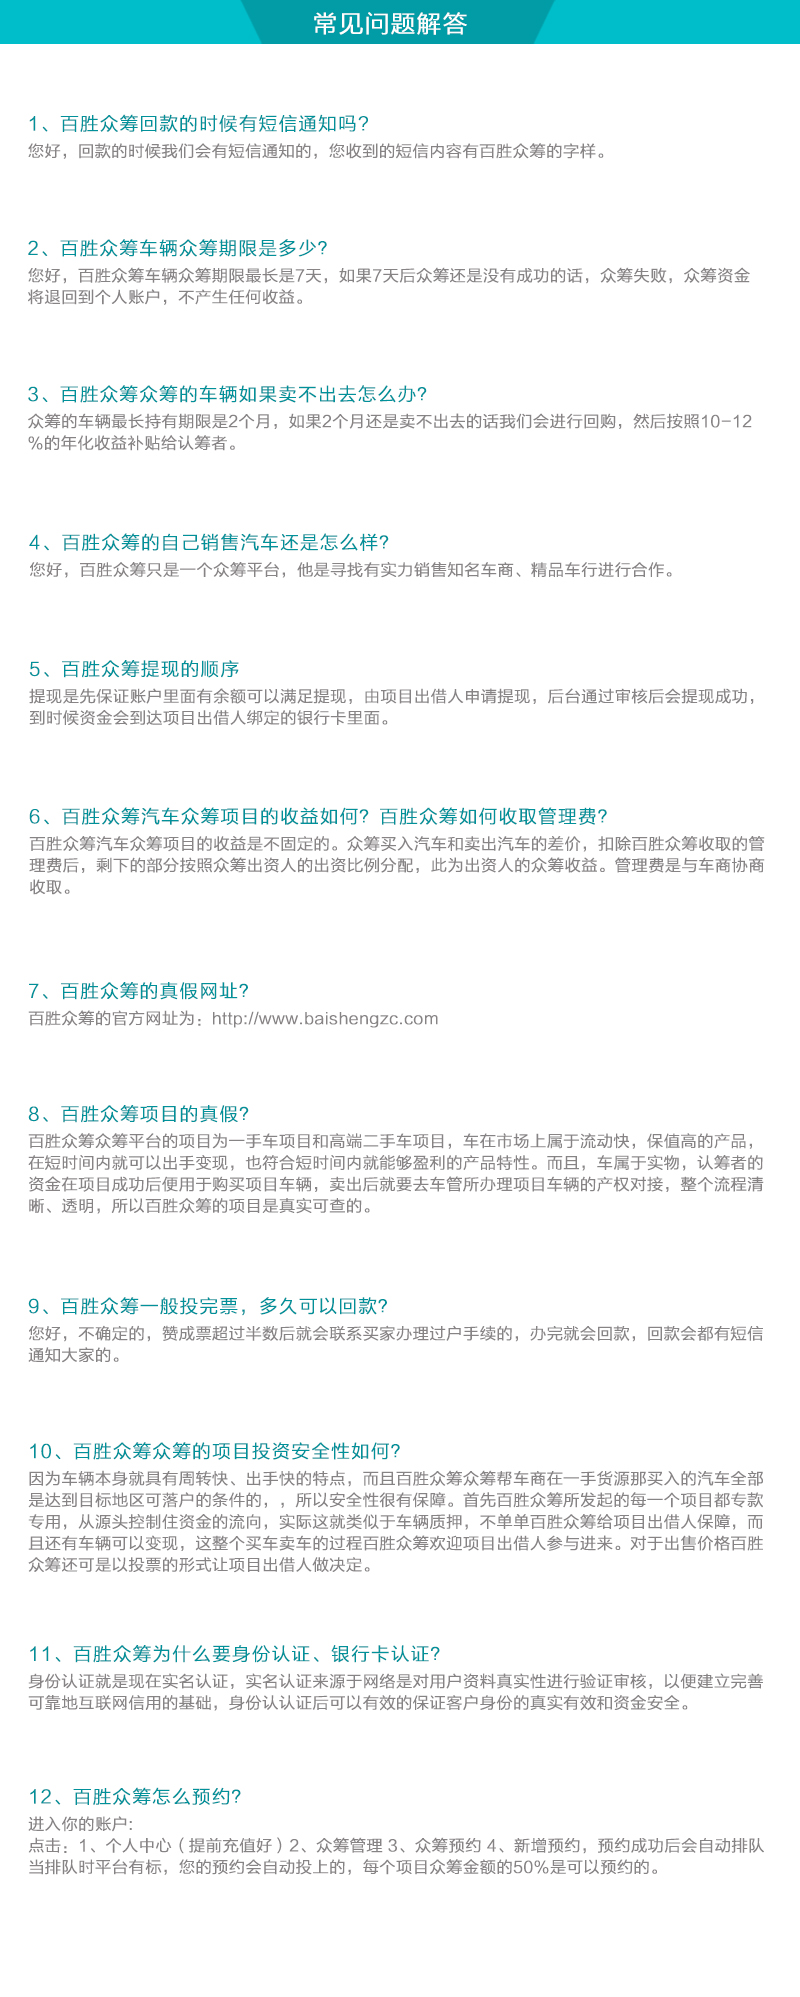 常见问题解答
1、百胜众筹回款的时候有短信通知吗?
您好，回款的时候我们会有短信通知的，您收到的短信内容有百胜众筹的字样。
2、百胜众筹车辆众筹期限是多少?
您好，百胜众筹车辆众筹期限最长是7天，如果7天后众筹还是没有成功的话，众筹失败，众筹资金
将退回到个人账户，不产生任何收益。
3、百胜众筹众筹的车辆如果卖不出去怎么办?
众筹的车辆最长持有期限是2个月，如果2个月还是卖不出去的话我们会进行回购，然后按照10-12
%的年化收益补贴给认筹者。
4、百胜众筹的自己销售汽车还是怎么样?
您好，百胜众筹只是一个众筹平台，他是寻找有实力销售知名车商、精品车行进行合作。
5、百胜众筹提现的顺序
提现是先保证账户里面有余额可以满足提现，由项目出借人申请提现，后台通过审核后会提现成功，
到时候资金会到达项目出借人绑定的银行卡里面。
6、百胜众筹汽车众筹项目的收益如何? 百胜众筹如何收取管理费?
百胜众筹汽车众筹项目的收益是不固定的。众筹买入汽车和卖出汽车的差价，扣除百胜众筹收取的管
理费后，剩下的部分按照众筹出资人的出资比例分配，此为出资人的众筹收益。管理费是与车商协商
收取。
7、百胜众筹的真假网址?
百胜众筹的官方网址为：http://www.baishengzc.com
8、百胜众筹项目的真假?
百胜众筹众筹平台的项目为一手车项目和高端二手车项目，车在市场上属于流动快，保值高的产品，
在短时间内就可以出手变现，也符合短时间内就能够盈利的产品特性。而且，车属于实物，认筹者的
资金在项目成功后便用于购买项目车辆，卖出后就要去车管所办理项目车辆的产权对接，整个流程清
晰、透明，所以百胜众筹的项目是真实可查的。
9、百胜众筹一般投完票，多久可以回款?
您好，不确定的，赞成票超过半数后就会联系买家办理过户手续的，办完就会回款，回款会都有短信
通知大家的。
10、百胜众筹众筹的项目投资安全性如何?
因为车辆本身就具有周转快、出手快的特点，而且百胜众筹众筹帮车商在一手货源那买入的汽车全部
是达到目标地区可落户的条件的，，所以安全性很有保障。首先百胜众筹所发起的每一个项目都专款
专用，从源头控制住资金的流向，实际这就类似于车辆质押，不单单百胜众筹给项目出借人保障，而
且还有车辆可以变现，这整个买车卖车的过程百胜众筹欢迎项目出借人参与进来。对于出售价格百胜
众筹还可是以投票的形式让项目出借人做决定。
11、百胜众筹为什么要身份认证、银行卡认证?
身份认证就是现在实名认证，实名认证来源于网络是对用户资料真实性进行验证审核，以便建立完善
可靠地互联网信用的基础，身份认认证后可以有效的保证客户身份的真实有效和资金安全。
12、百胜众筹怎么预约?
进入你的账户:
点击：1、个人中心（提前充值好）2、众筹管理 3、众筹预约 4、新增预约，预约成功后会自动排队
当排队时平台有标，您的预约会自动投上的，每个项目众筹金额的50%是可以预约的。